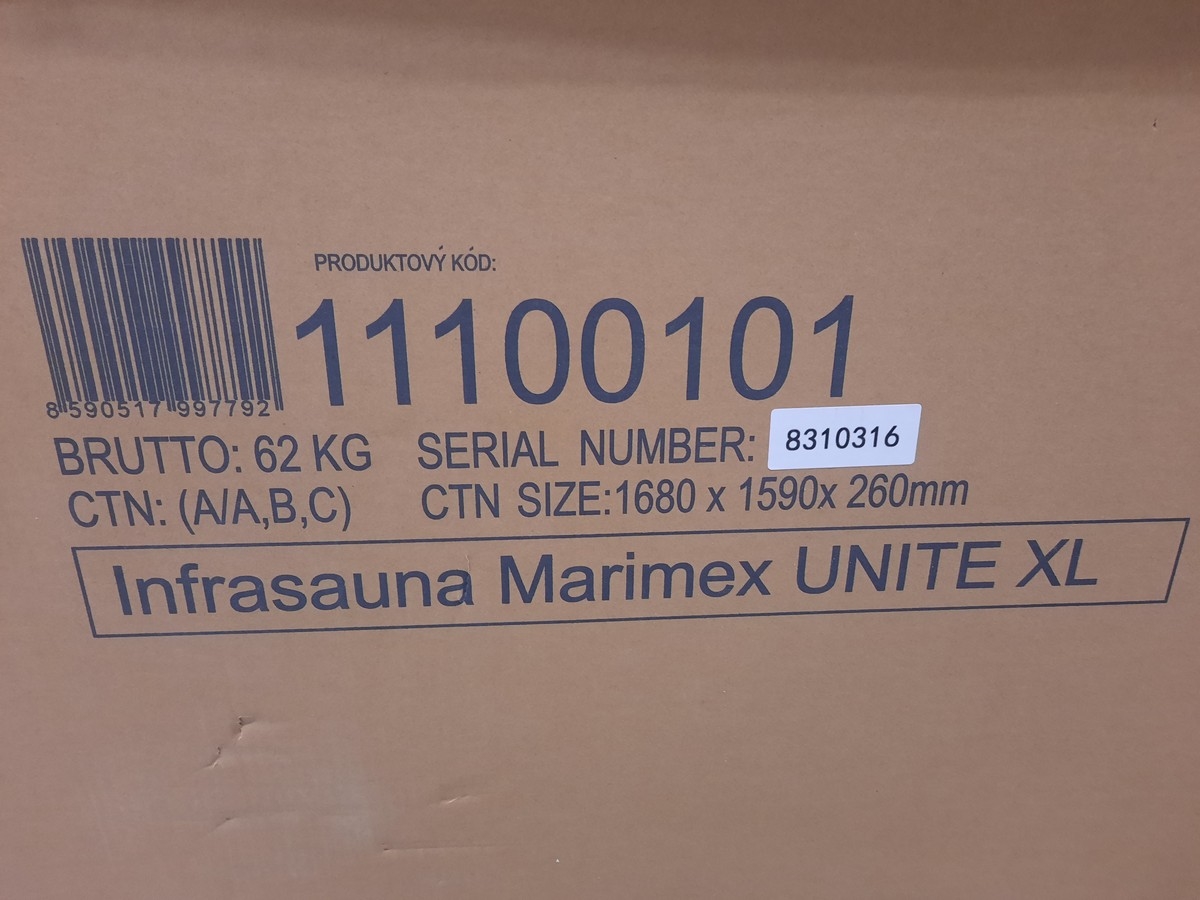 PRODUKTOVÝ KÓD:
11100101
8 590517 997792
BRUTTO: 62 KG SERIAL NUMBER: 8310316
CTN: (A/A,B,C) CTN SIZE:1680 x 1590x 260mm
Infrasauna Marimex UNITE XL